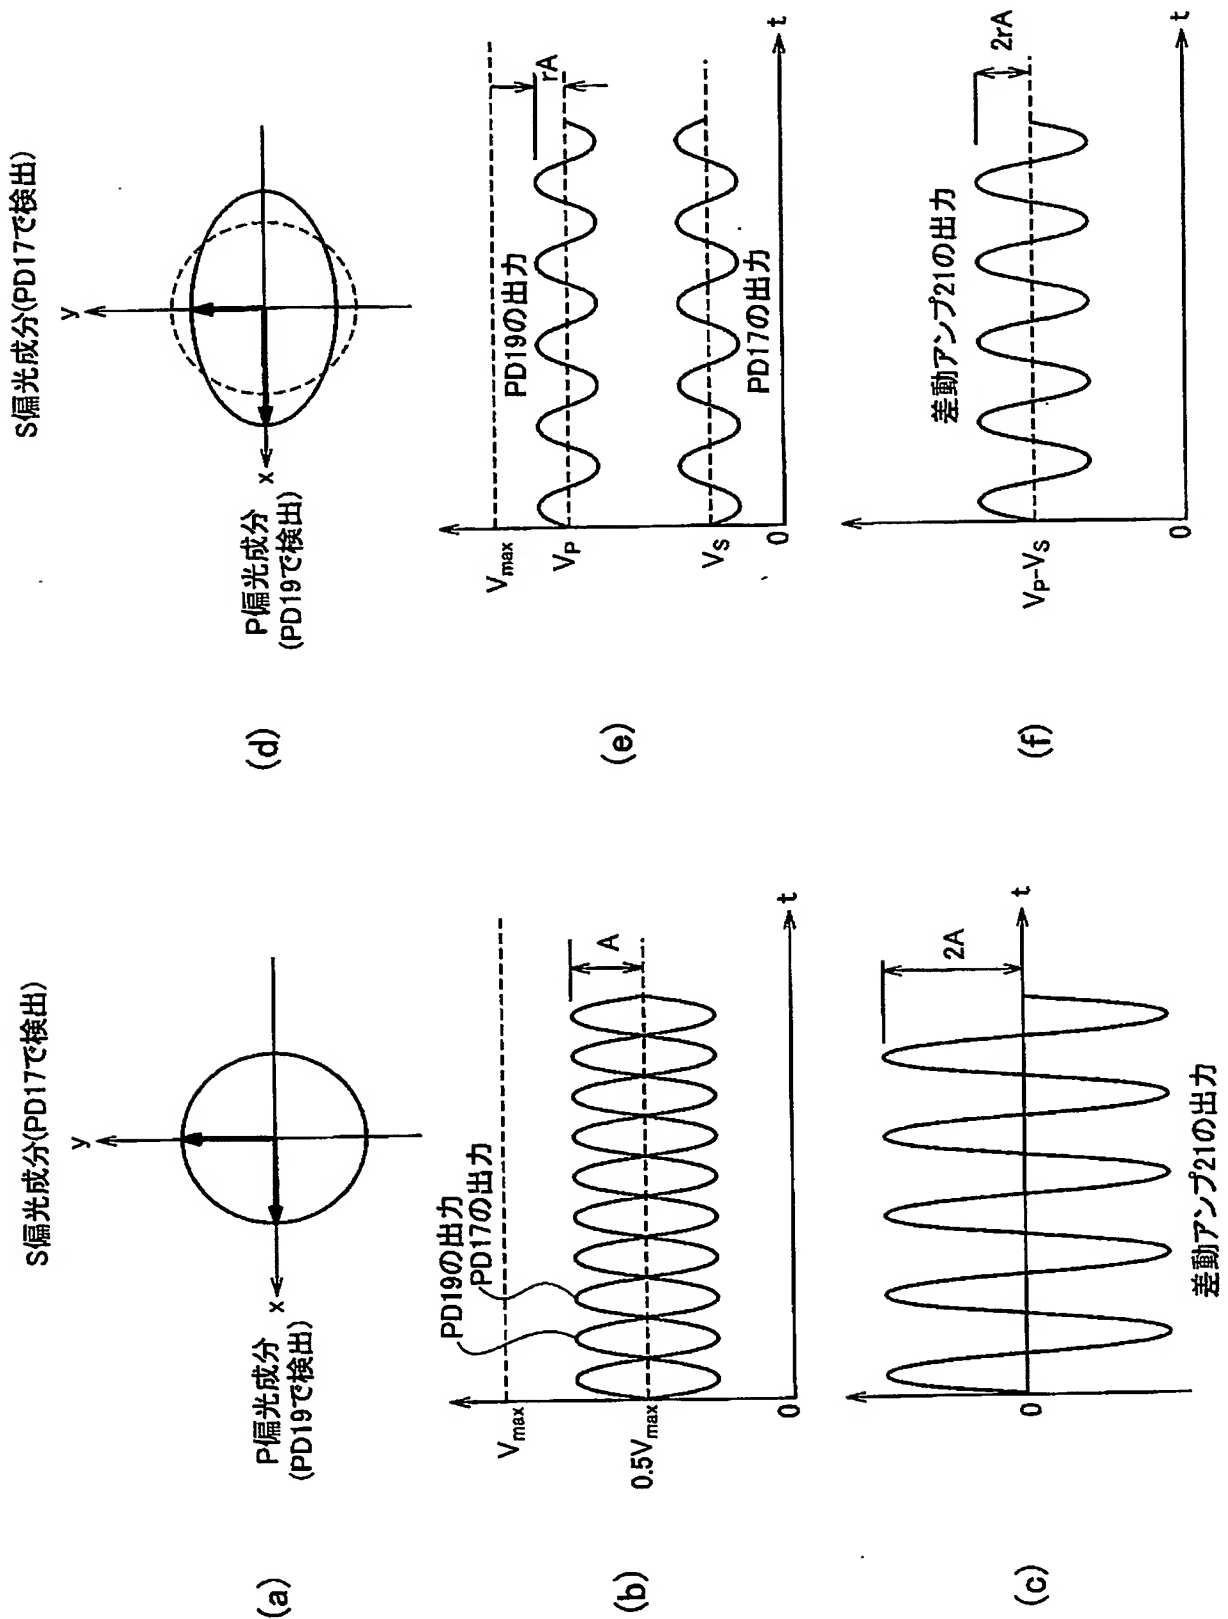 (a)
S偏光成分(PD17で検出)
y
x
P偏光成分
(PD19で検出)
(b)
PD19の出力
PD17の出力
Vmax
0.5Vmax
0
A
t
(c)
0
2A
t
差動アンプ21の出力
(d)
S偏光成分(PD17で検出)
y
x
P偏光成分
(PD19で検出)
(e)
Vmax
VP
VS
0
PD19の出力
PD17の出力
rA
t
(f)
差動アンプ21の出力
VP-VS
0
2rA
t